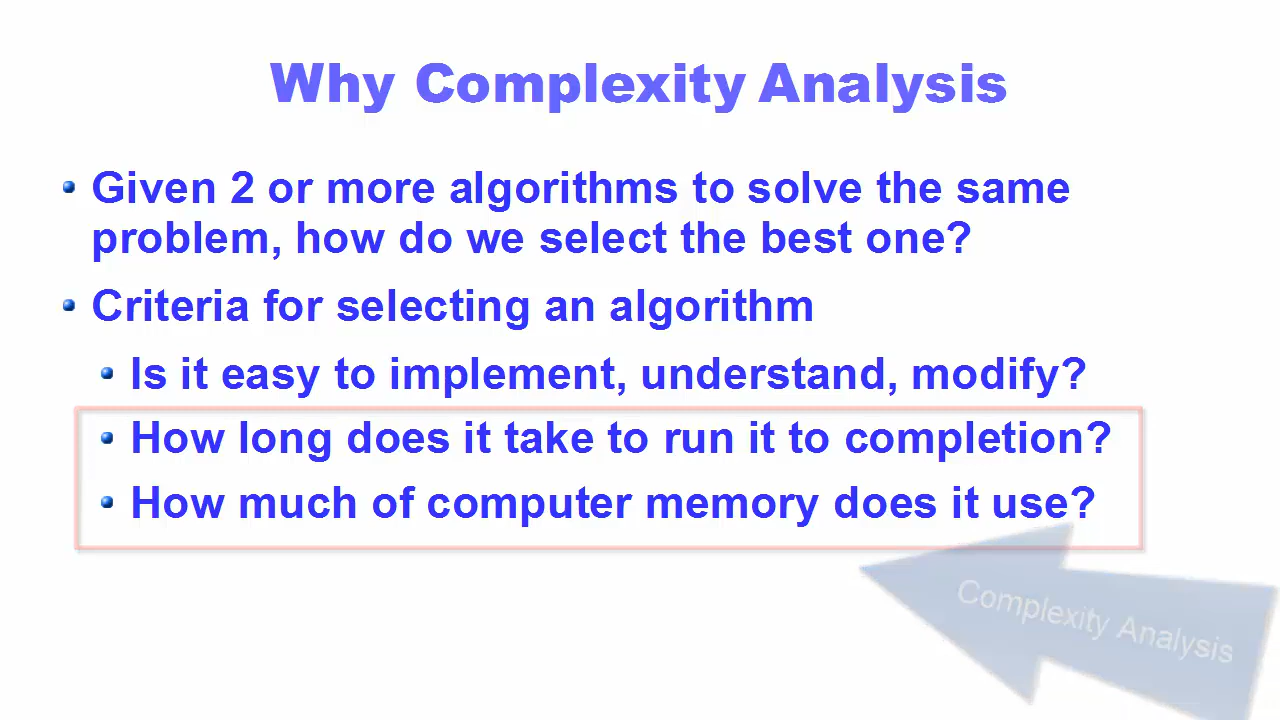 Why Complexity Analysis
Given 2 or more algorithms to solve the same
problem, how do we select the best one?
Criteria for selecting an algorithm
Is it easy to implement, understand, modify?
How long does it take to run it to completion?
How much of computer memory does it use?
Complexity Analysis